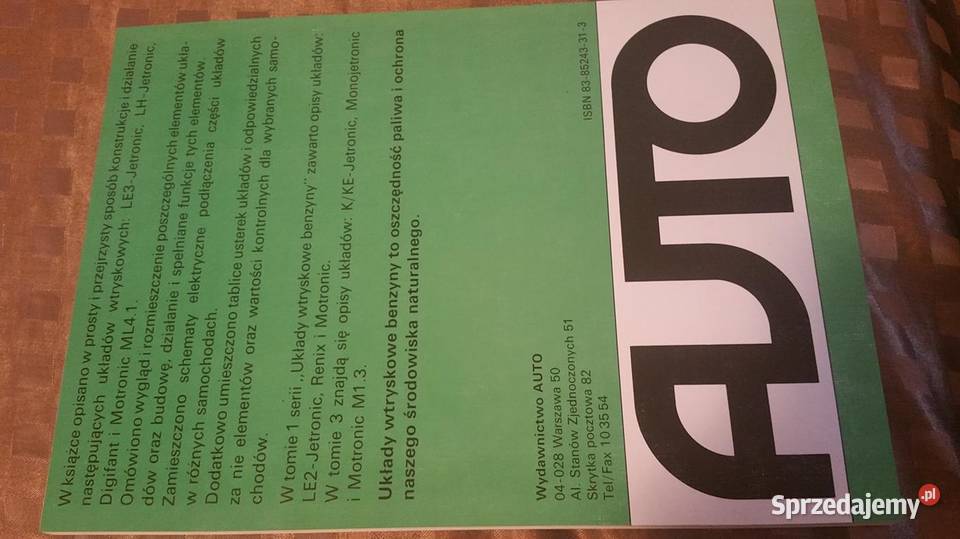 W książce opisano w prosty i przejrzysty sposób konstrukcję i działanie
następujących układów wtryskowych: LE3-Jetronic, LH-Jetronic,
Digifant i Motronic ML4.1.
Omówiono wygląd i rozmieszczenie poszczególnych elementów ukła-
dów oraz budowę, działanie i spełniane funkcje tych elementów.
Zamieszczono schematy elektryczne podłączenia części układów
w różnych samochodach.
Dodatkowo umieszczono tablice usterek układów i odpowiedzialnych
za nie elementów oraz wartości kontrolnych dla wybranych samo-
chodów.
W tomie 1 serii „Układy wtryskowe benzyny” zawarto opisy układów:
LE2-Jetronic, Renix i Motronic.
W tomie 3 znajdą się opisy układów: K/KE-Jetronic, Monojetronic
i Motronic M1.3.
Układy wtryskowe benzyny to oszczędność paliwa i ochrona
naszego środowiska naturalnego.
Wydawnictwo AUTO
04-028 Warszawa 50
Al. Stanów Zjednoczonych 51
Skrytka pocztowa 82
Tel/Fax 10 35 54
ISBN 83-85243-31-3
AUTO
Sprzedajemy.pl